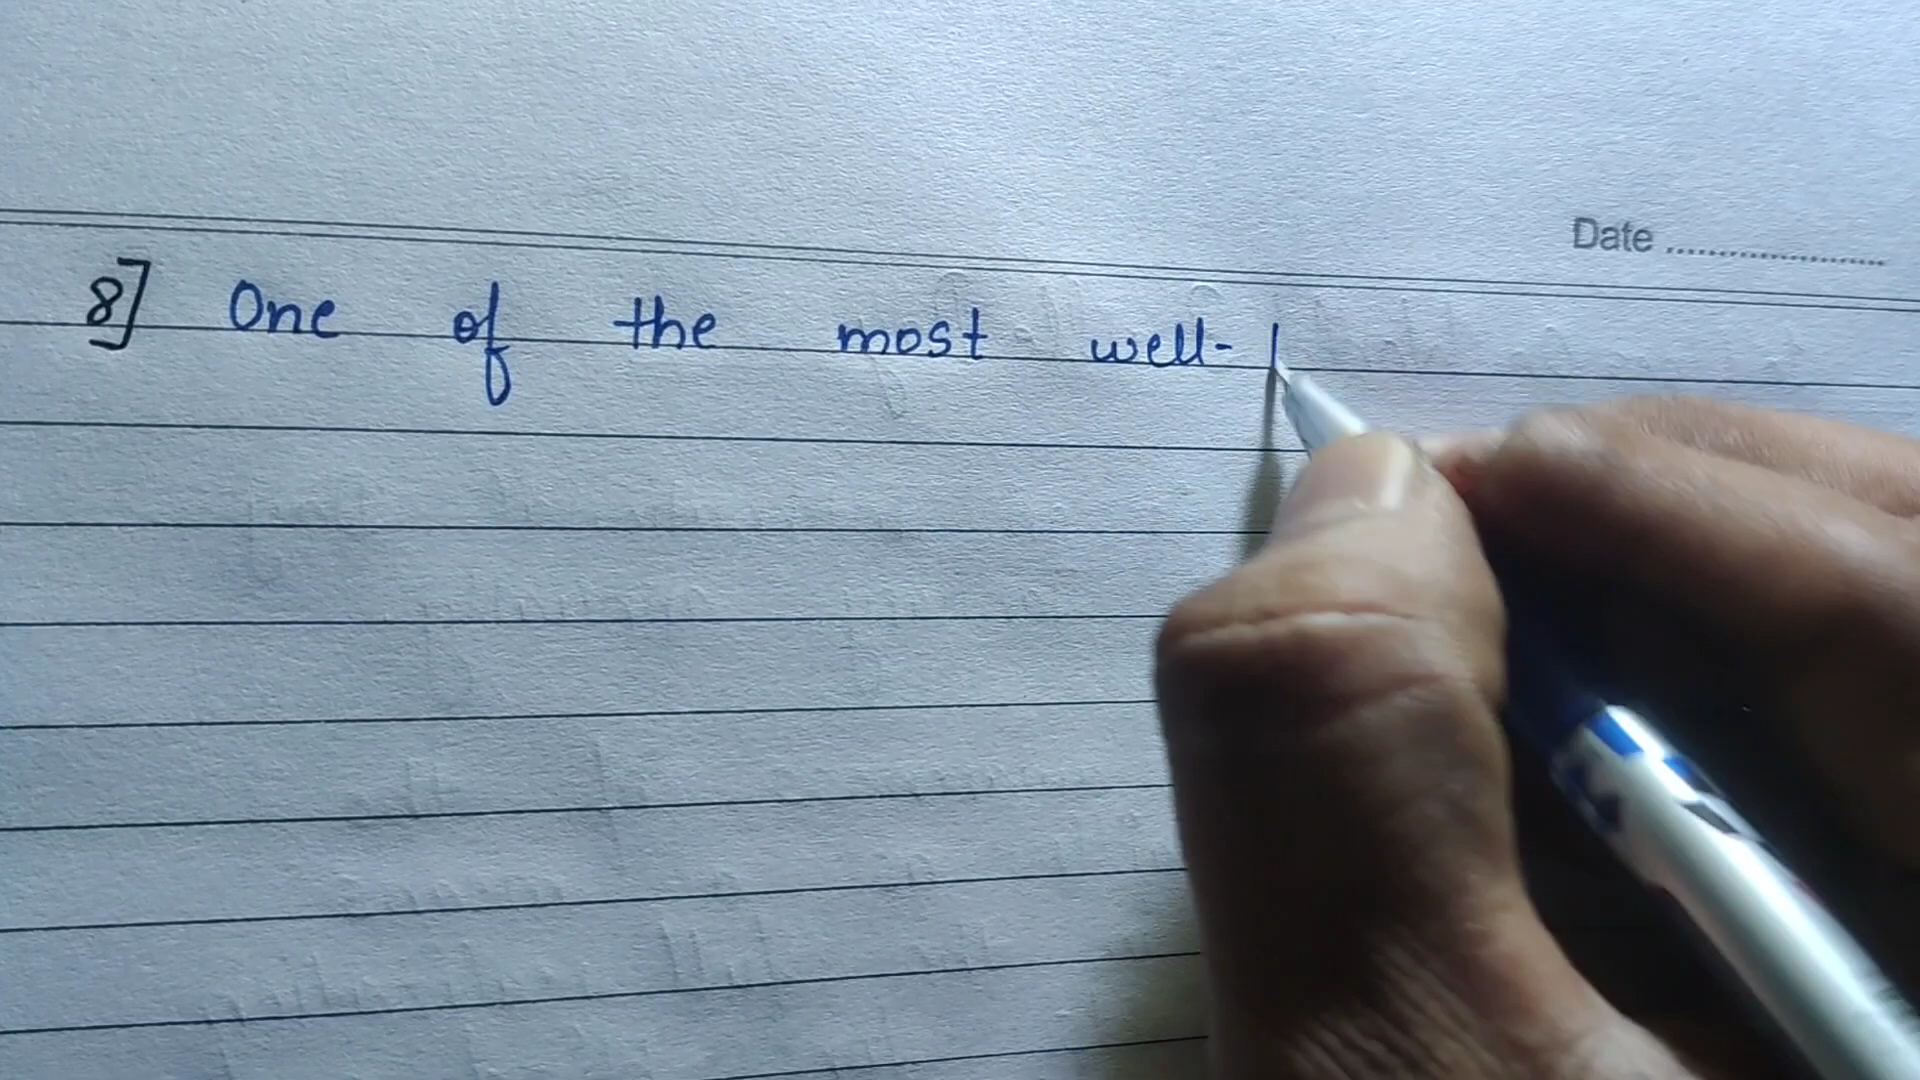 Date ........................
8] One of the most well-